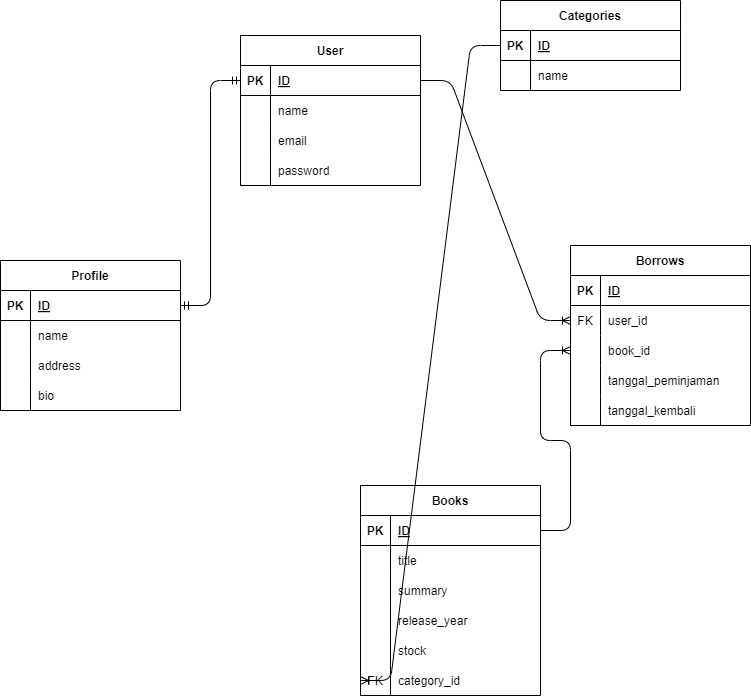 Categories
PK ID
name
User
PK ID
name
email
password
Profile
PK ID
name
address
bio
Borrows
PK ID
FK user_id
book_id
tanggal_peminjaman
tanggal_kembali
Books
PK ID
title
summary
release_year
stock
FK category_id